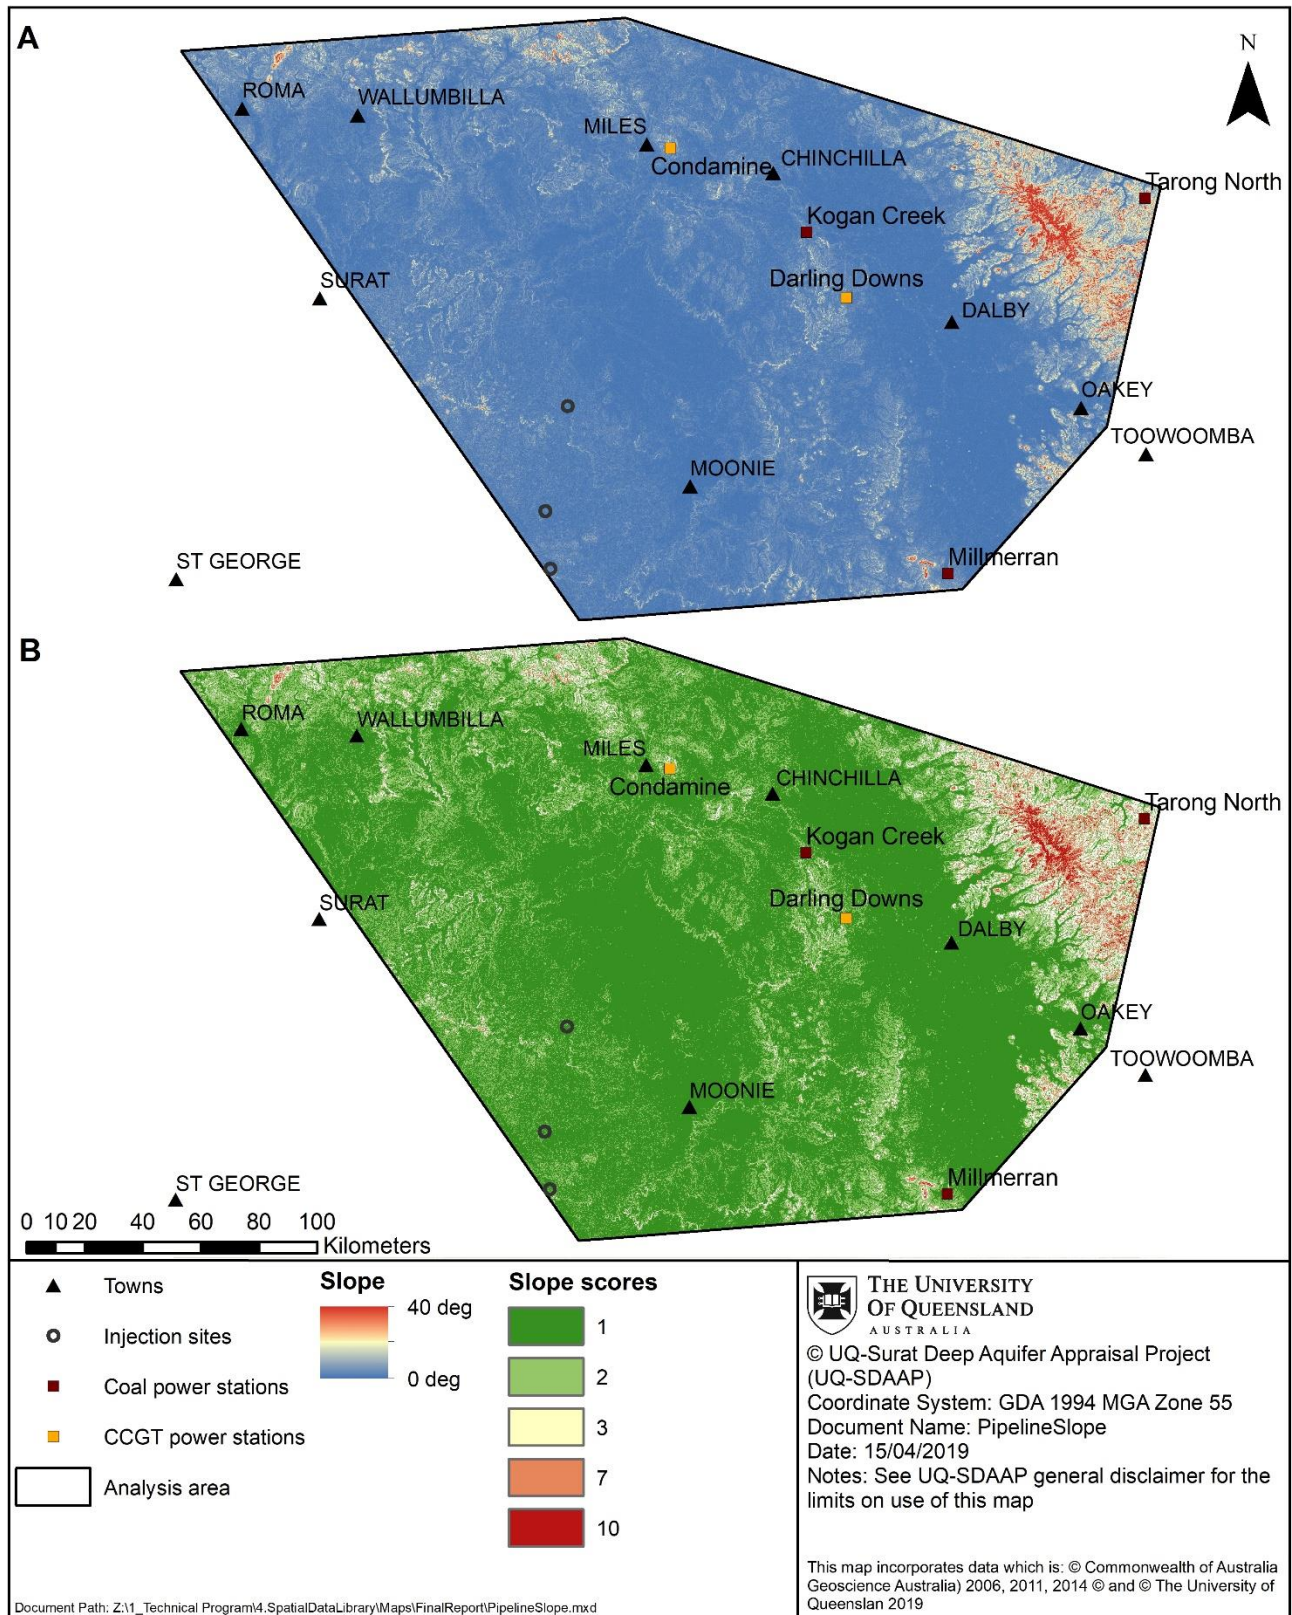 A
N
ROMA
WALLUMBILLA
MILES
Condamine
CHINCHILLA
Tarong North
Kogan Creek
SURAT
Darling Downs
DALBY
OAKEY
TOOWOOMBA
MOONIE
ST GEORGE
Millmerran
B
ROMA
WALLUMBILLA
MILES
Condamine
CHINCHILLA
Tarong North
Kogan Creek
SURAT
Darling Downs
DALBY
OAKEY
TOOWOOMBA
MOONIE
ST GEORGE
Millmerran
0 10 20 40 60 80 100
Kilometers
Towns
Injection sites
Coal power stations
CCGT power stations
Analysis area
Slope
40 deg
0 deg
Slope scores
1
2
3
7
10
THE UNIVERSITY
OF QUEENSLAND
AUSTRALIA
© UQ-Surat Deep Aquifer Appraisal Project
(UQ-SDAAP)
Coordinate System: GDA 1994 MGA Zone 55
Document Name: PipelineSlope
Date: 15/04/2019
Notes: See UQ-SDAAP general disclaimer for the
limits on use of this map
This map incorporates data which is: © Commonwealth of Australia
Geoscience Australia) 2006, 2011, 2014 © and © The University of
Queenslan 2019
Document Path: Z:\1_Technical Program\4.SpatialDataLibrary\Maps\FinalReport\PipelineSlope.mxd